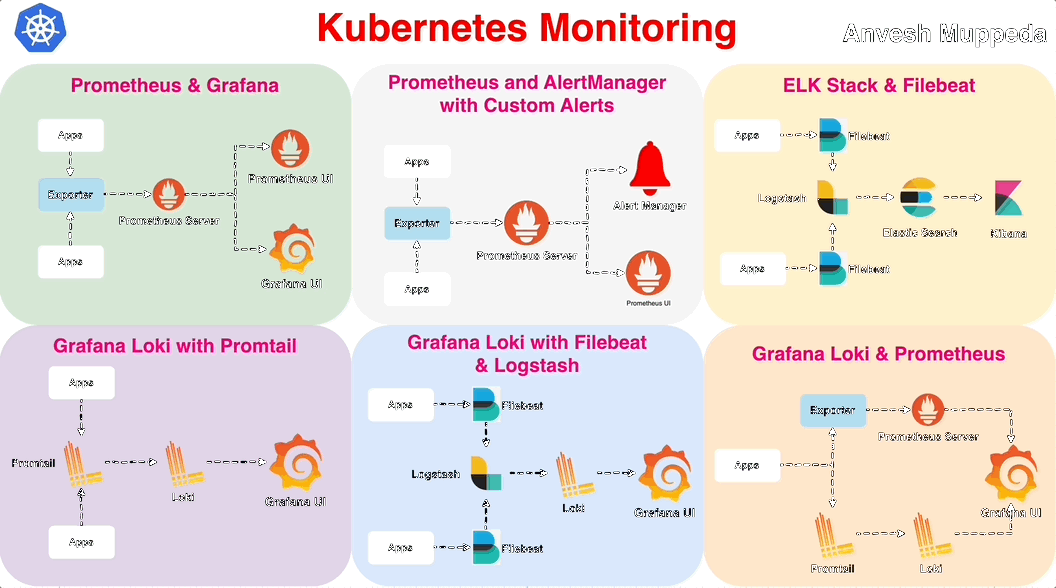 Kubernetes Monitoring
Anvesh Muppeda
Prometheus & Grafana
Apps
Exporter
Apps
Prometheus Server
Prometheus UI
Grafana UI
Prometheus and AlertManager
with Custom Alerts
Apps
Exporter
Apps
Prometheus Server
Alert Manager
Prometheus UI
ELK Stack & Filebeat
Apps
Filebeat
Logstash
Elastic Search
Kibana
Apps
Filebeat
Grafana Loki with Promtail
Apps
Promtail
Loki
Grafana UI
Apps
Grafana Loki with Filebeat
& Logstash
Apps
Filebeat
Logstash
Loki
Grafana UI
Apps
Filebeat
Grafana Loki & Prometheus
Exporter
Prometheus Server
Apps
Grafana UI
Promtail
Loki